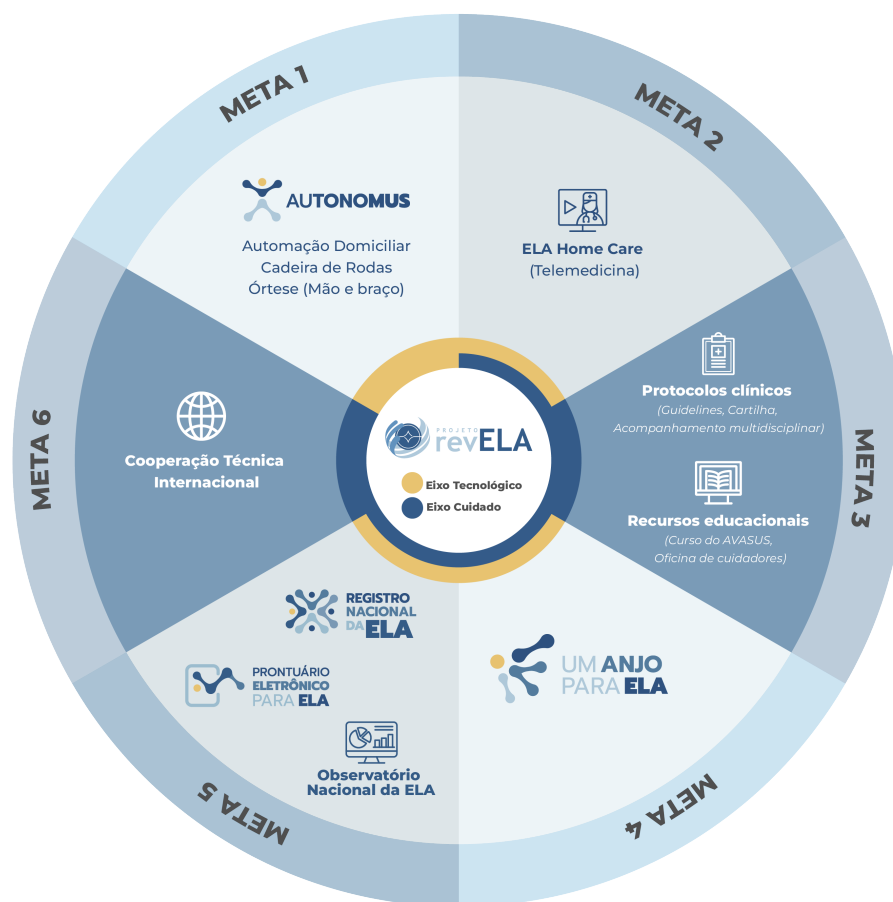 META 1
AUTONOMUS
Automação Domiciliar
Cadeira de Rodas
Órtese (Mão e braço)
META 2
ELA Home Care
(Telemedicina)
META 3
Protocolos clínicos
(Guidelines, Cartilha,
Acompanhamento multidisciplinar)
Recursos educacionais
(Curso do AVASUS,
Oficina de cuidadores)
META 4
UM ANJO
PARA ELA
META 5
REGISTRO
NACIONAL
DA ELA
PRONTUÁRIO
ELETRÔNICO
PARA ELA
Observatório
Nacional da ELA
META 6
Cooperação Técnica
Internacional
PROJETO
revELA
Eixo Tecnológico
Eixo Cuidado